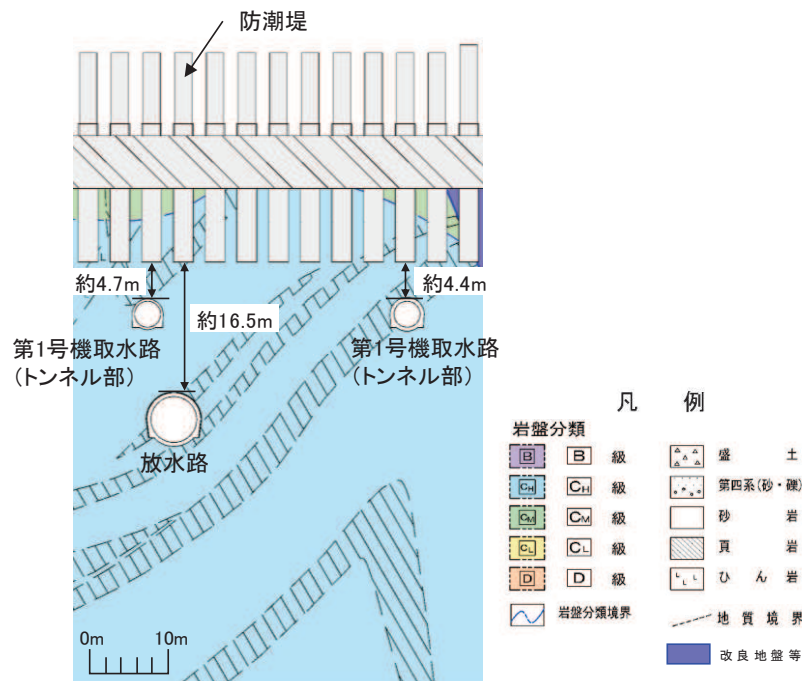 防潮堤
約4.7m
約4.4m
約16.5m
第1号機取水路
(トンネル部)
第1号機取水路
(トンネル部)
放水路
0m 10m
凡 例
岩盤分類
B B 級
CH CH 級
CM CM 級
CL CL 級
D D 級
岩盤分類境界
盛 土
第四系(砂・礫)
砂 岩
頁 岩
ひ ん 岩
地 質 境 界
改良地盤等